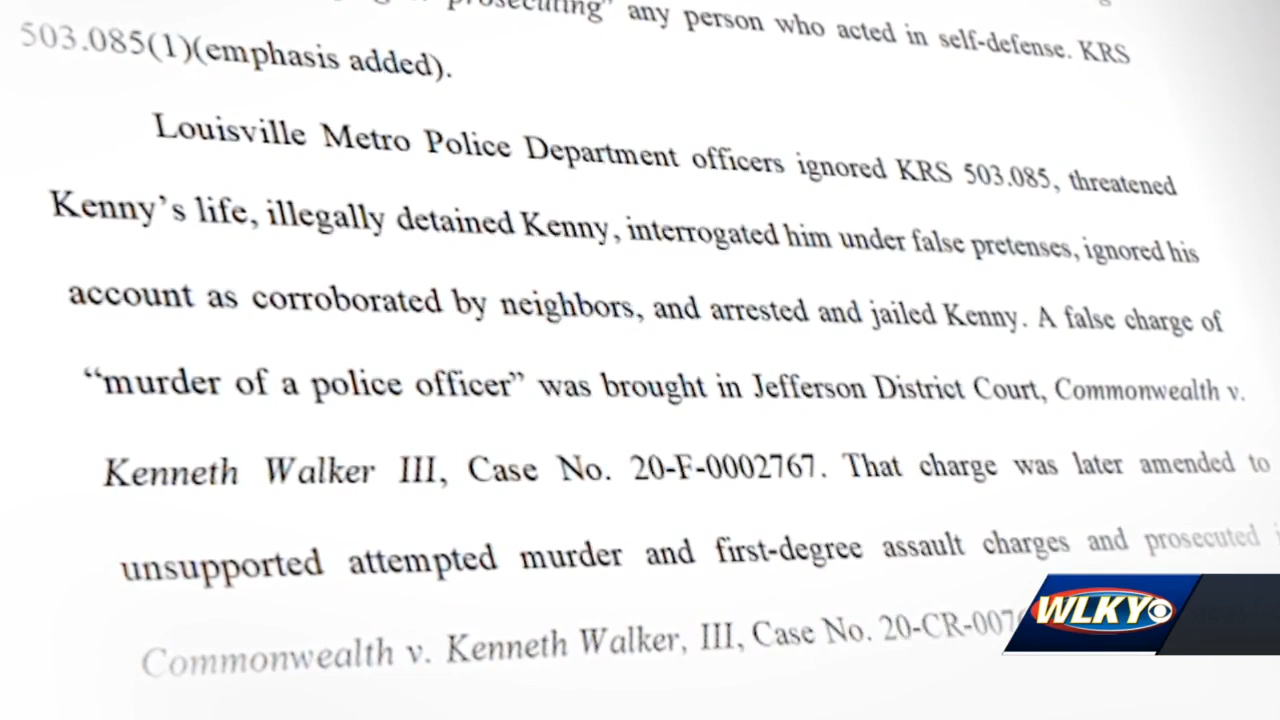 prosecuting" any person who acted in self-defense. KRS
503.085(1)(emphasis added).
Louisville Metro Police Department officers ignored KRS 503.085, threatened
Kenny's life, illegally detained Kenny, interrogated him under false pretenses, ignored his
account as corroborated by neighbors, and arrested and jailed Kenny. A false charge of
“murder of a police officer” was brought in Jefferson District Court, Commonwealth v.
Kenneth Walker III, Case No. 20-F-0002767. That charge was later amended to
unsupported attempted murder and first-degree assault charges and prosecuted
Commonwealth v. Kenneth Walker, III, Case No. 20-CR-007
WLKY